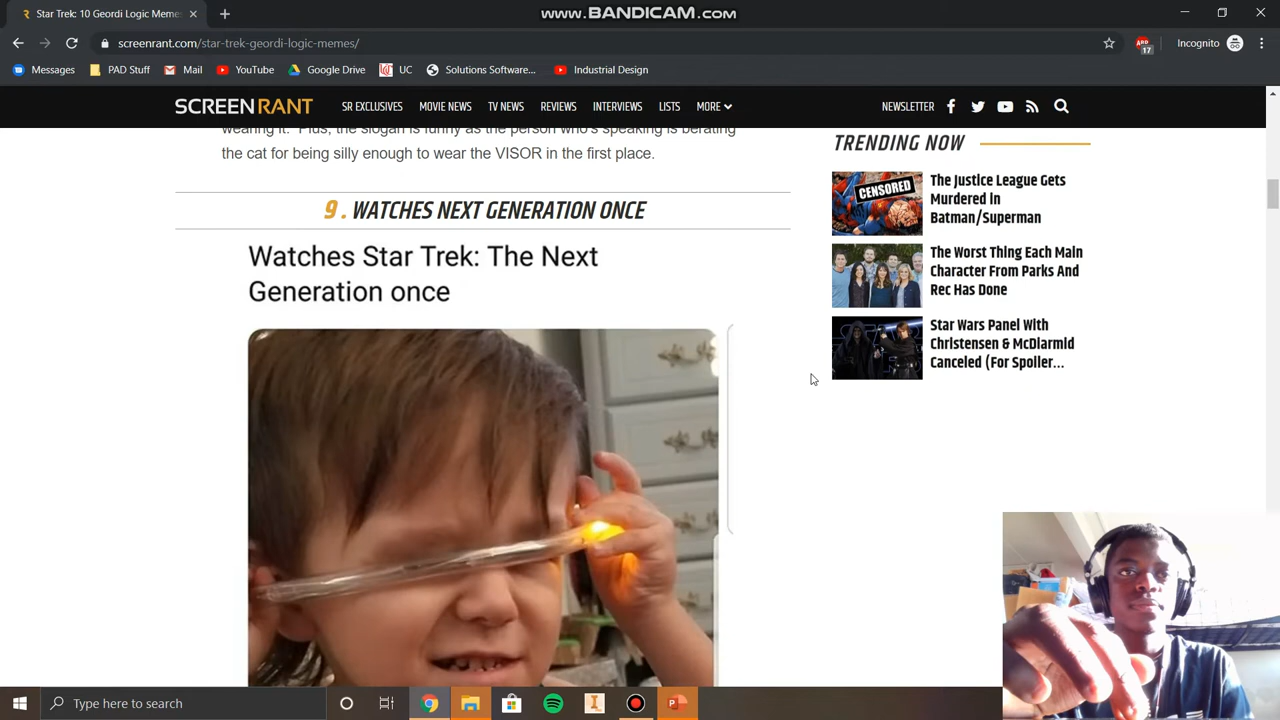 www.BANDICAM.com
Star Trek: 10 Geordi Logic Meme
screenrant.com/star-trek-geordi-logic-memes/
17
Incognito
Messages
PAD Stuff
Mail
YouTube
Google Drive
UC
Solutions Software...
Industrial Design
SCREENRANT
SR EXCLUSIVES
MOVIE NEWS
TV NEWS
REVIEWS
INTERVIEWS
LISTS
MORE
NEWSLETTER
wearing it. Plus, the slogan is funny as the person who's speaking is berating
the cat for being silly enough to wear the VISOR in the first place.
9. WATCHES NEXT GENERATION ONCE
Watches Star Trek: The Next
Generation once
TRENDING NOW
CENSORED
The Justice League Gets
Murdered in
Batman/Superman
The Worst Thing Each Main
Character From Parks And
Rec Has Done
Star Wars Panel With
Christensen & McDiarmid
Canceled (For Spoiler...
Type here to search